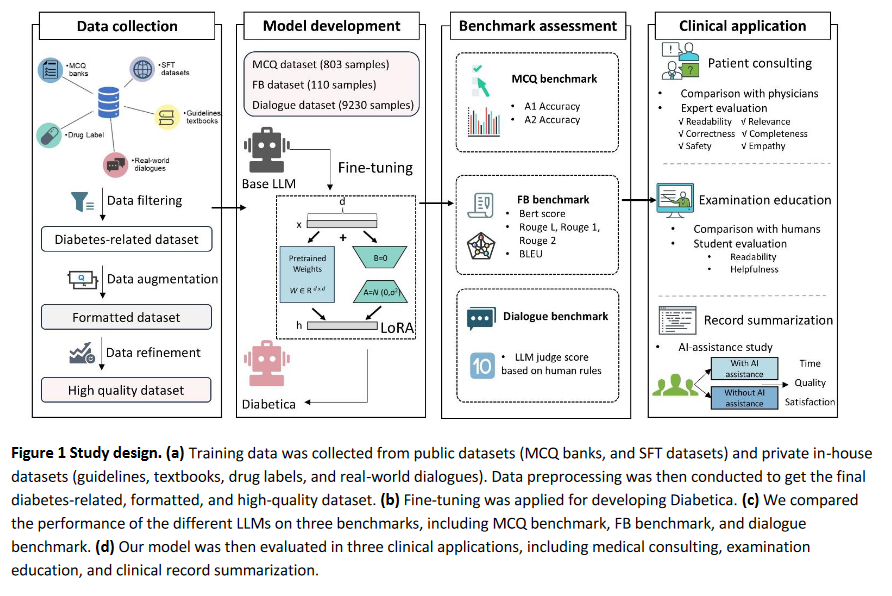 Data collection
•MCQ
banks
•SFT
datasets
•Guidelines,
textbooks
•Drug Label
•Real-world
dialogues
Data filtering
Diabetes-related dataset
Data augmentation
Formatted dataset
Data refinement
High quality dataset
Model development
MCQ dataset (803 samples)
FB dataset (110 samples)
Dialogue dataset (9230 samples)
Base LLM
Fine-tuning
d
x
+
Pretrained
Weights
W ∈ R^{d×d}
B=0
A=N (0,σ²)
h
LoRA
Diabetica
Benchmark assessment
MCQ benchmark
• A1 Accuracy
• A2 Accuracy
FB benchmark
• Bert score
• Rouge L, Rouge 1,
Rouge 2
• BLEU
Dialogue benchmark
10
• LLM judge score
based on human rules
Clinical application
Patient consulting
• Comparison with physicians
• Expert evaluation
√ Readability √ Relevance
√ Correctness √ Completeness
√ Safety √ Empathy
Examination education
• Comparison with humans
• Student evaluation
• Readability
• Helpfulness
Record summarization
• AI-assistance study
With AI
assistance
Without AI
assistance
Time
Quality
Satisfaction
Figure 1 Study design. (a) Training data was collected from public datasets (MCQ banks, and SFT datasets) and private in-house
datasets (guidelines, textbooks, drug labels, and real-world dialogues). Data preprocessing was then conducted to get the final
diabetes-related, formatted, and high-quality dataset. (b) Fine-tuning was applied for developing Diabetica. (c) We compared
the performance of the different LLMs on three benchmarks, including MCQ benchmark, FB benchmark, and dialogue
benchmark. (d) Our model was then evaluated in three clinical applications, including medical consulting, examination
education, and clinical record summarization.